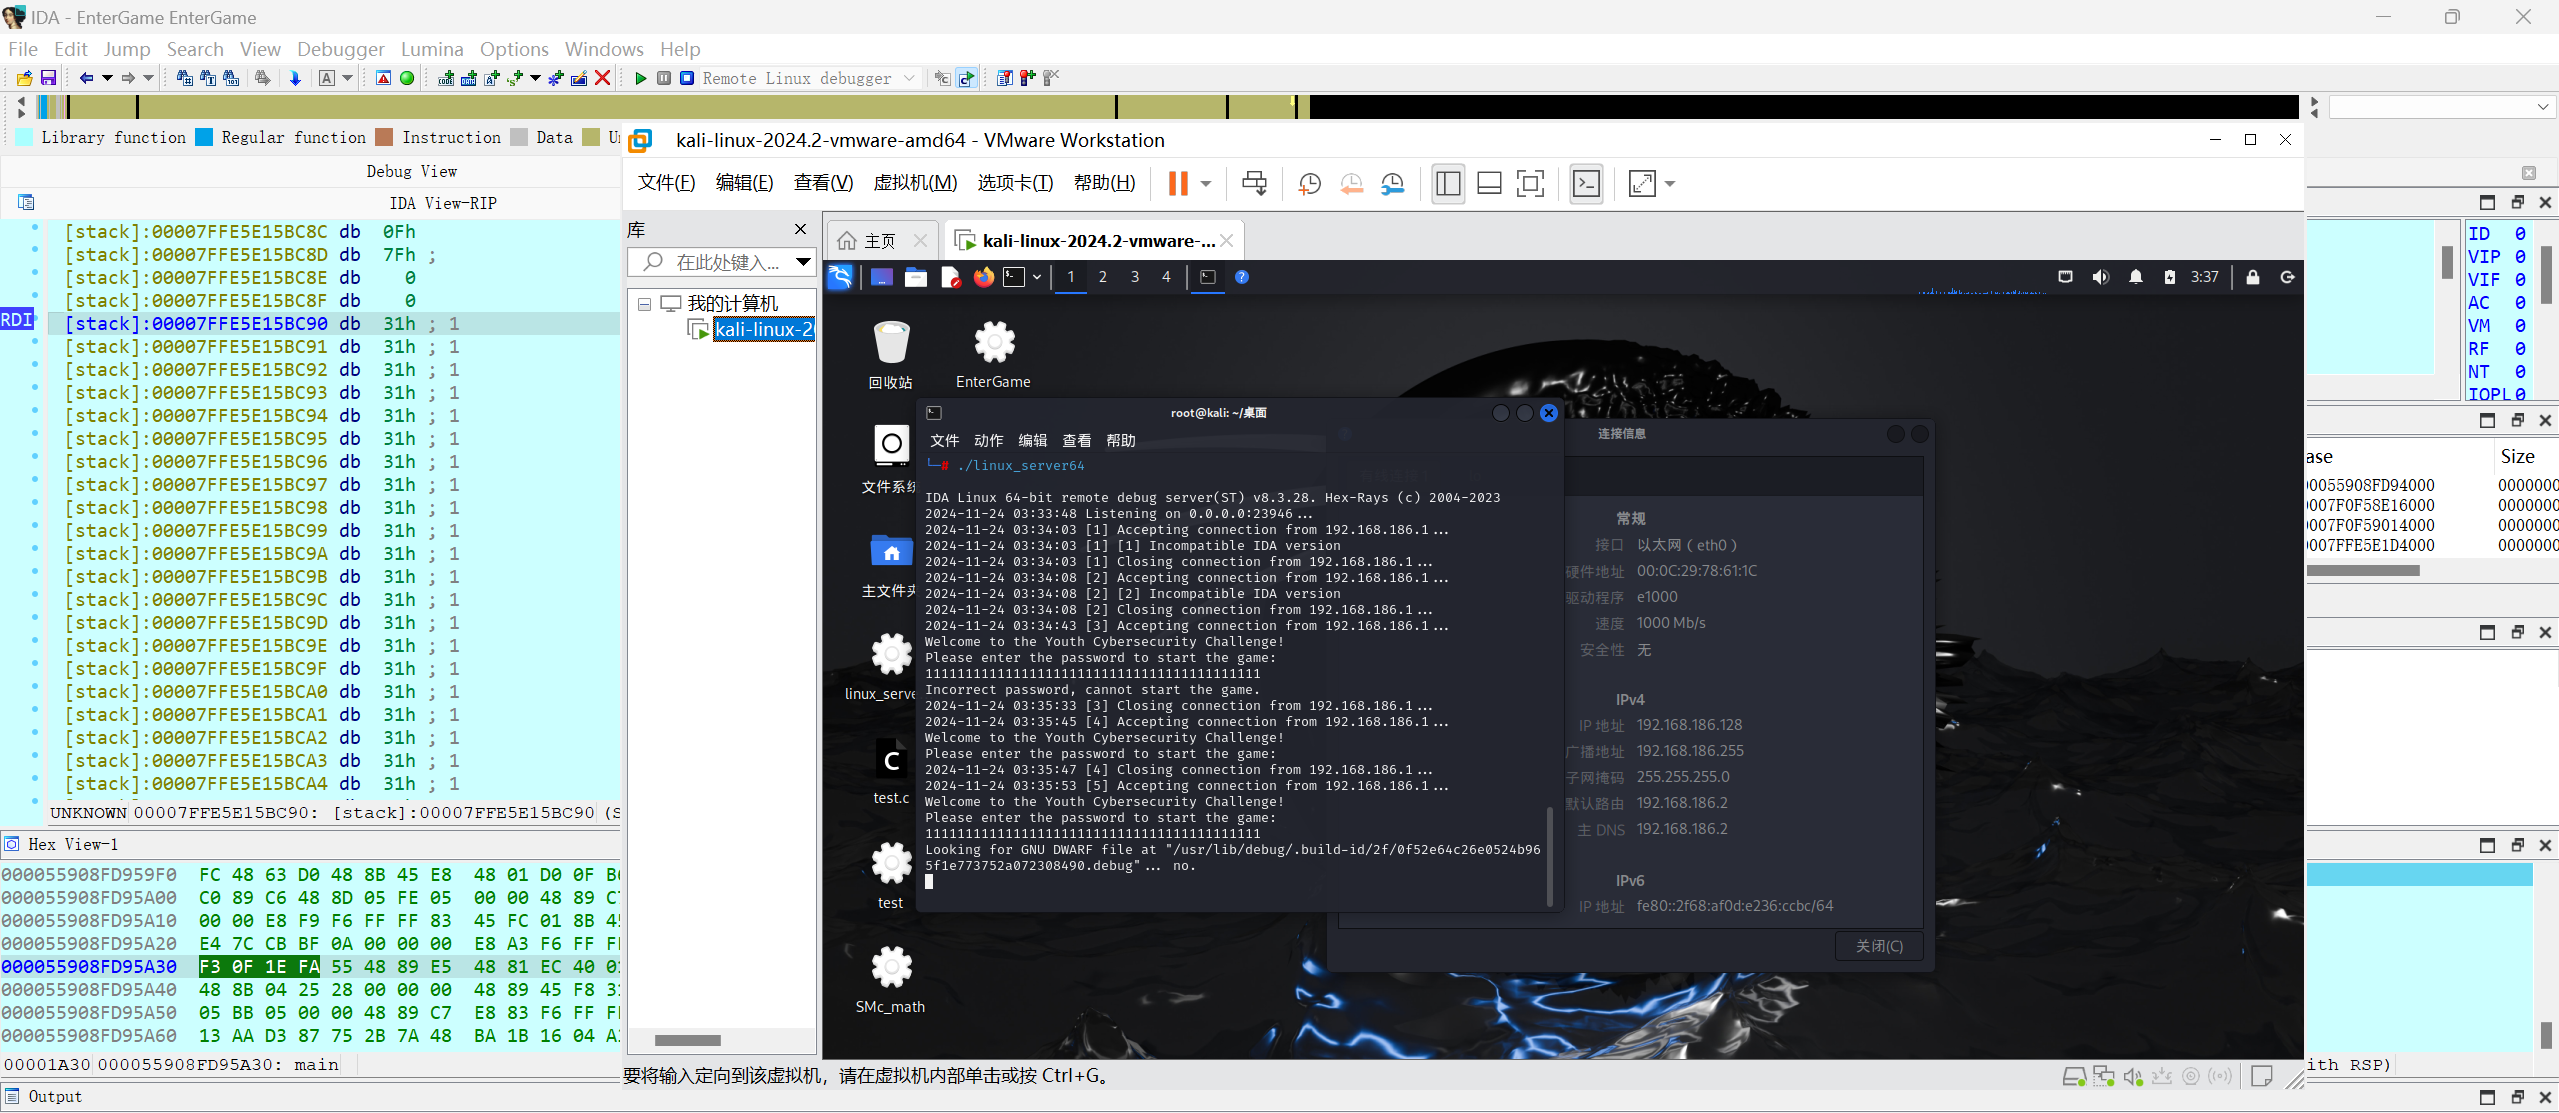 IDA - EnterGame EnterGame
File Edit Jump Search View Debugger Lumina Options Windows Help
Remote Linux debugger
Library function Regular function Instruction Data
Debug View
IDA View-RIP
[stack]:00007FFE5E15BC8C db 0Fh
[stack]:00007FFE5E15BC8D db 7Fh ;
[stack]:00007FFE5E15BC8E db 0
[stack]:00007FFE5E15BC8F db 0
RDI [stack]:00007FFE5E15BC90 db 31h ; 1
[stack]:00007FFE5E15BC91 db 31h ; 1
[stack]:00007FFE5E15BC92 db 31h ; 1
[stack]:00007FFE5E15BC93 db 31h ; 1
[stack]:00007FFE5E15BC94 db 31h ; 1
[stack]:00007FFE5E15BC95 db 31h ; 1
[stack]:00007FFE5E15BC96 db 31h ; 1
[stack]:00007FFE5E15BC97 db 31h ; 1
[stack]:00007FFE5E15BC98 db 31h ; 1
[stack]:00007FFE5E15BC99 db 31h ; 1
[stack]:00007FFE5E15BC9A db 31h ; 1
[stack]:00007FFE5E15BC9B db 31h ; 1
[stack]:00007FFE5E15BC9C db 31h ; 1
[stack]:00007FFE5E15BC9D db 31h ; 1
[stack]:00007FFE5E15BC9E db 31h ; 1
[stack]:00007FFE5E15BC9F db 31h ; 1
[stack]:00007FFE5E15BCA0 db 31h ; 1
[stack]:00007FFE5E15BCA1 db 31h ; 1
[stack]:00007FFE5E15BCA2 db 31h ; 1
[stack]:00007FFE5E15BCA3 db 31h ; 1
[stack]:00007FFE5E15BCA4 db 31h ; 1
UNKNOWN 00007FFE5E15BC90: [stack]:00007FFE5E15BC90 (S
Hex View-1
000055908FD959F0 FC 48 63 D0 48 8B 45 E8 48 01 D0 0F
000055908FD95A00 C0 89 C6 48 8D 05 FE 05 00 00 48 89
000055908FD95A10 00 00 E8 F9 F6 FF FF 83 45 FC 01 8B
000055908FD95A20 E4 7C CB BF 0A 00 00 00 E8 A3 F6 FF
000055908FD95A30 F3 0F 1E FA 55 48 89 E5 48 81 EC 40
000055908FD95A40 48 8B 04 25 28 00 00 00 48 89 45 F8
000055908FD95A50 05 BB 05 00 00 48 89 C7 E8 83 F6 FF
000055908FD95A60 13 AA D3 87 75 2B 7A 48 BA 1B 16 04
00001A30 000055908FD95A30: main
Output
kali-linux-2024.2-vmware-amd64 - VMware Workstation
文件(F) 编辑(E) 查看(V) 虚拟机(M) 选项卡(T) 帮助(H)
库
在此处键入...
我的计算机
kali-linux-2
主页 kali-linux-2024.2-vmware-...
1 2 3 4 3:37
回收站
EnterGame
文件系统
主文件夹
linux_serve
test.c
test
SMc_math
root@kali: ~/桌面
文件 动作 编辑 查看 帮助
└─# ./linux_server64
IDA Linux 64-bit remote debug server(ST) v8.3.28. Hex-Rays (c) 2004-2023
2024-11-24 03:33:48 Listening on 0.0.0.0:23946...
2024-11-24 03:34:03 [1] Accepting connection from 192.168.186.1...
2024-11-24 03:34:03 [1] [1] Incompatible IDA version
2024-11-24 03:34:03 [1] Closing connection from 192.168.186.1...
2024-11-24 03:34:08 [2] Accepting connection from 192.168.186.1...
2024-11-24 03:34:08 [2] [2] Incompatible IDA version
2024-11-24 03:34:08 [2] Closing connection from 192.168.186.1...
2024-11-24 03:34:43 [3] Accepting connection from 192.168.186.1...
Welcome to the Youth Cybersecurity Challenge!
Please enter the password to start the game:
111111111111111111111111111111111111111111
Incorrect password, cannot start the game.
2024-11-24 03:35:33 [3] Closing connection from 192.168.186.1...
2024-11-24 03:35:45 [4] Accepting connection from 192.168.186.1...
Welcome to the Youth Cybersecurity Challenge!
Please enter the password to start the game:
2024-11-24 03:35:47 [4] Closing connection from 192.168.186.1...
2024-11-24 03:35:53 [5] Accepting connection from 192.168.186.1...
Welcome to the Youth Cybersecurity Challenge!
Please enter the password to start the game:
111111111111111111111111111111111111111111
Looking for GNU DWARF file at "/usr/lib/debug/.build-id/2f/0f52e64c26e0524b96
5f1e773752a072308490.debug"... no.
连接信息
常规
接口 以太网 (eth0)
硬件地址 00:0C:29:78:61:1C
驱动程序 e1000
速度 1000 Mb/s
安全性 无
IPv4
IP 地址 192.168.186.128
广播地址 192.168.186.255
子网掩码 255.255.255.0
默认路由 192.168.186.2
主 DNS 192.168.186.2
IPv6
IP 地址 fe80::2f68:af0d:e236:ccbc/64
关闭(C)
要将输入定向到该虚拟机，请在虚拟机内部单击或按 Ctrl+G。
ID 0
VIP 0
VIF 0
AC 0
VM 0
RF 0
NT 0
IOPL 0
ase Size
0055908FD94000 0000000
007F0F58E16000 0000000
007F0F59014000 0000000
007FFE5E1D4000 0000000
ith RSP)